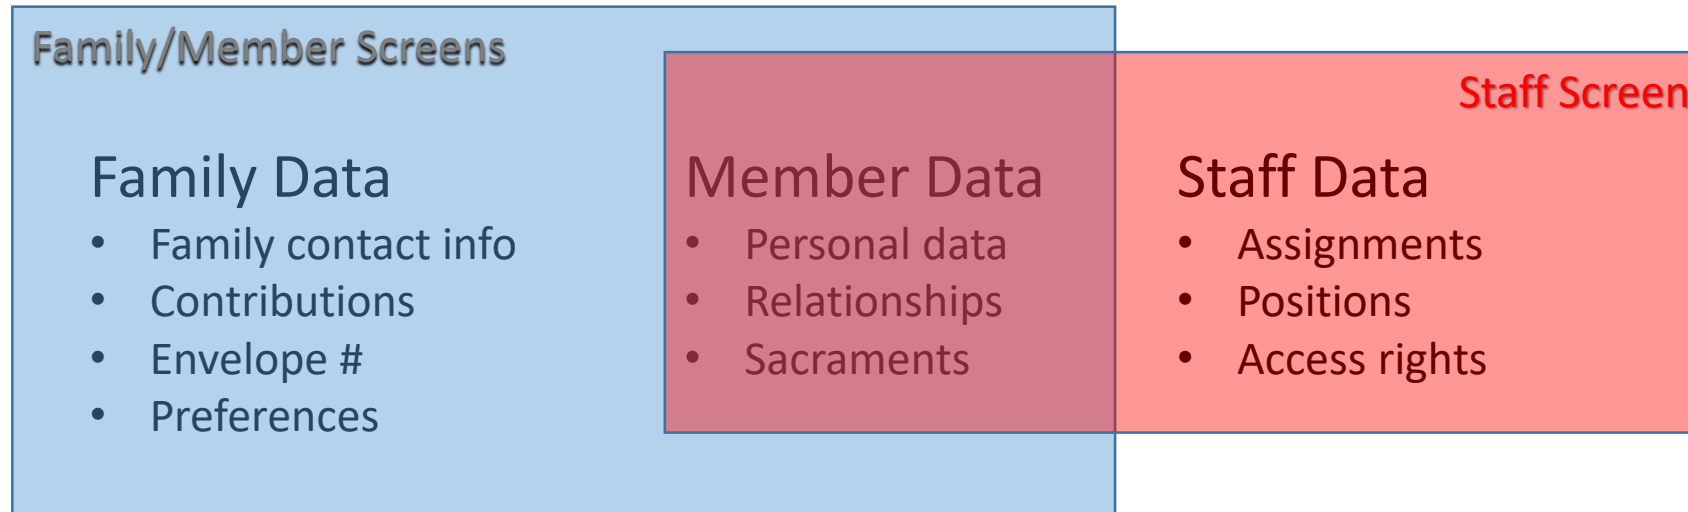 Family/Member Screens
Staff Screen
Family Data
• Family contact info
• Contributions
• Envelope #
• Preferences
Member Data
• Personal data
• Relationships
• Sacraments
Staff Data
• Assignments
• Positions
• Access rights